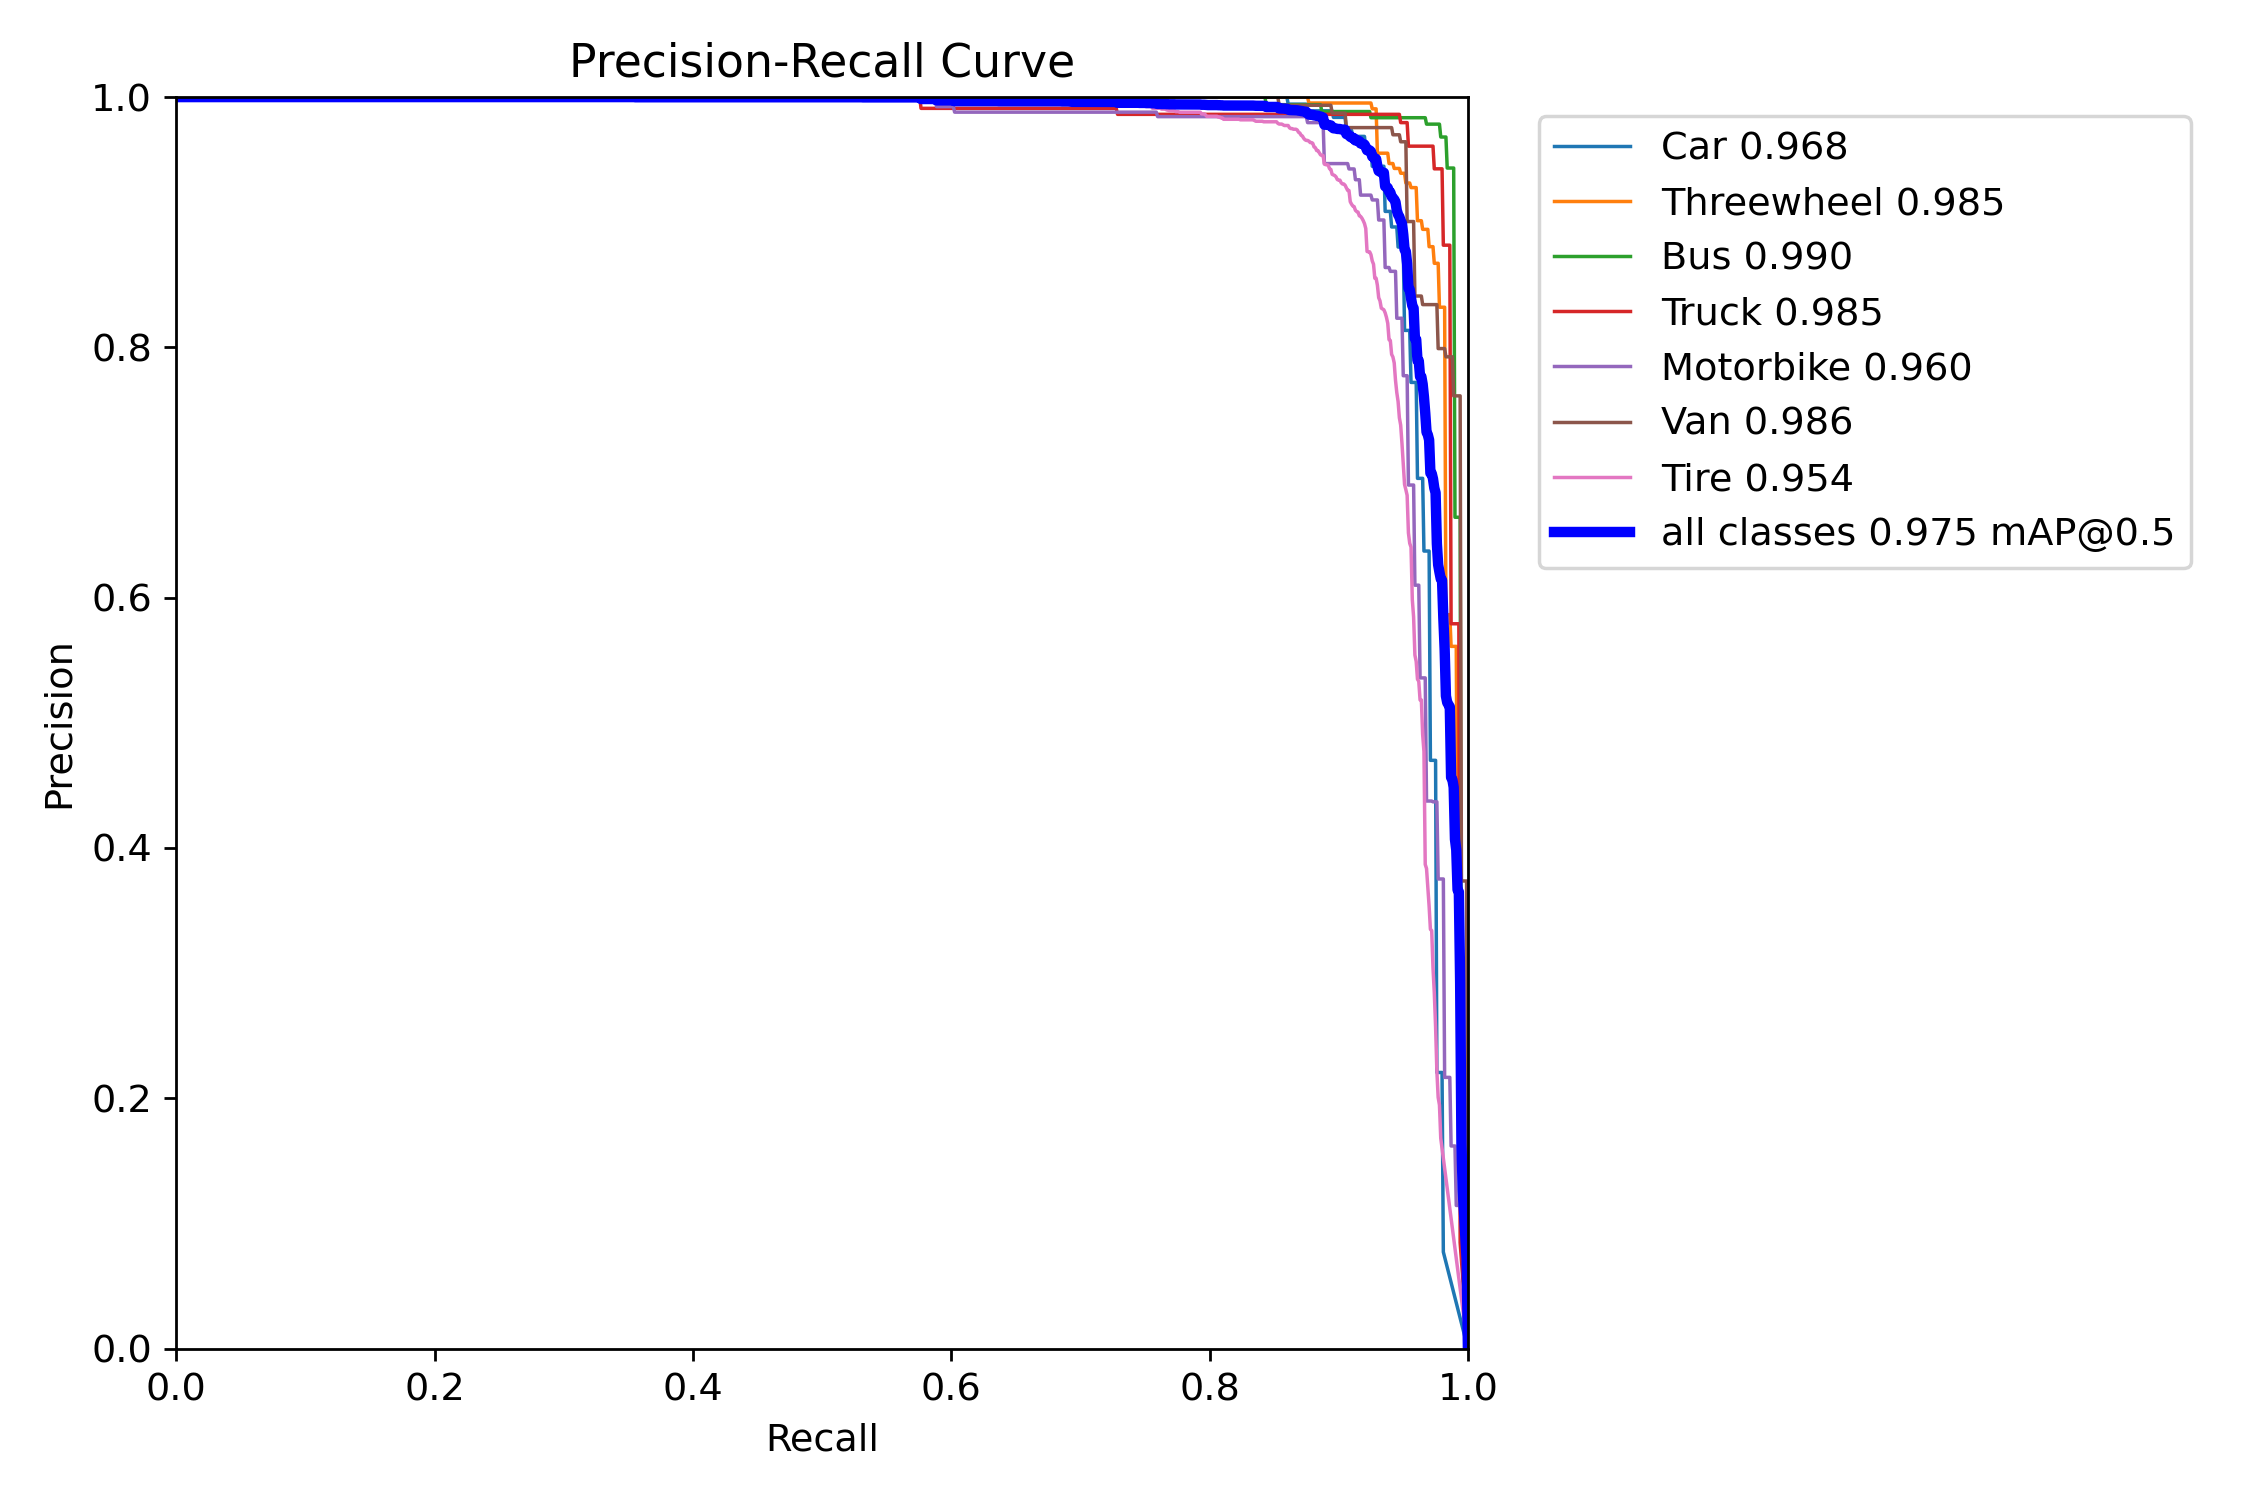 Precision-Recall Curve
1.0
0.8
0.6
0.4
0.2
0.0
Precision
0.0 0.2 0.4 0.6 0.8 1.0
Recall
Car 0.968
Threewheel 0.985
Bus 0.990
Truck 0.985
Motorbike 0.960
Van 0.986
Tire 0.954
all classes 0.975 mAP@0.5